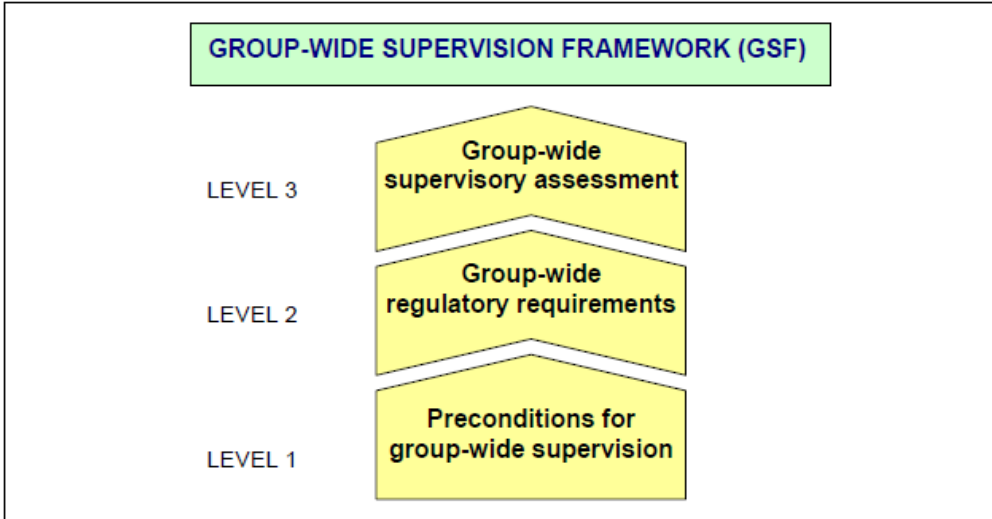 GROUP-WIDE SUPERVISION FRAMEWORK (GSF)
LEVEL 3
Group-wide
supervisory assessment
LEVEL 2
Group-wide
regulatory requirements
LEVEL 1
Preconditions for
group-wide supervision